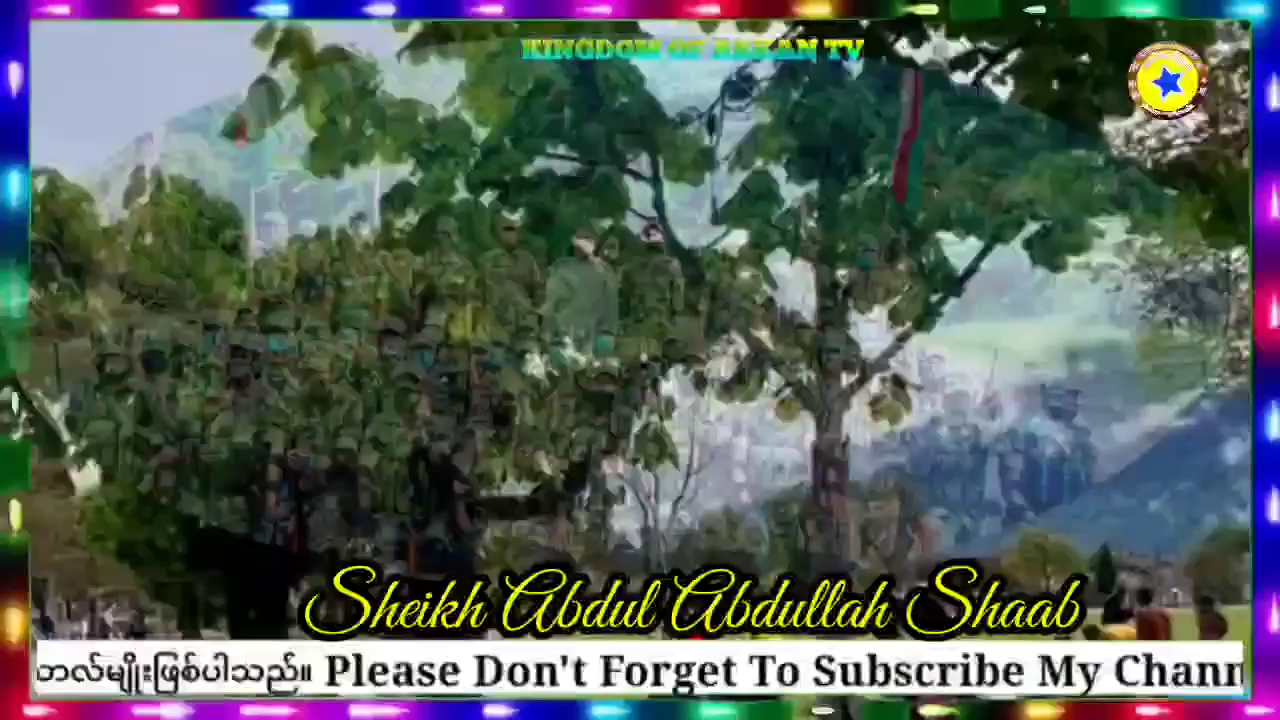 KINGDOM OF ARKAN TV
Sheikh Abdul Abdullah Shaab
ဘလ်မျိုးဖြစ်ပါသည်။ Please Don't Forget To Subscribe My Chann